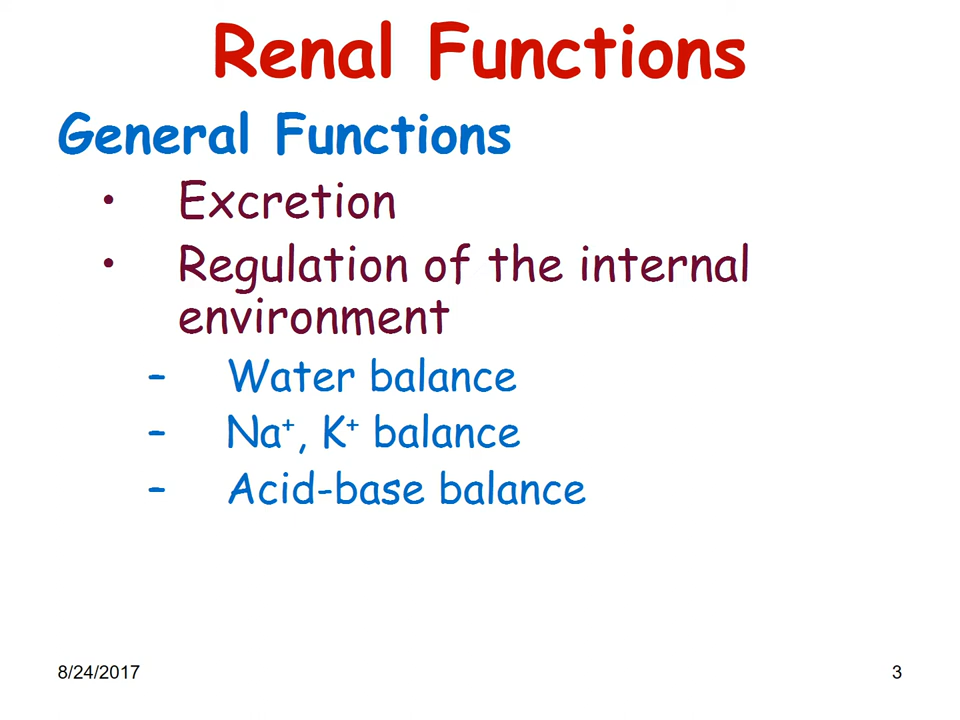 Renal Functions
General Functions
• Excretion
• Regulation of the internal
environment
– Water balance
– Na⁺, K⁺ balance
– Acid-base balance
8/24/2017 3